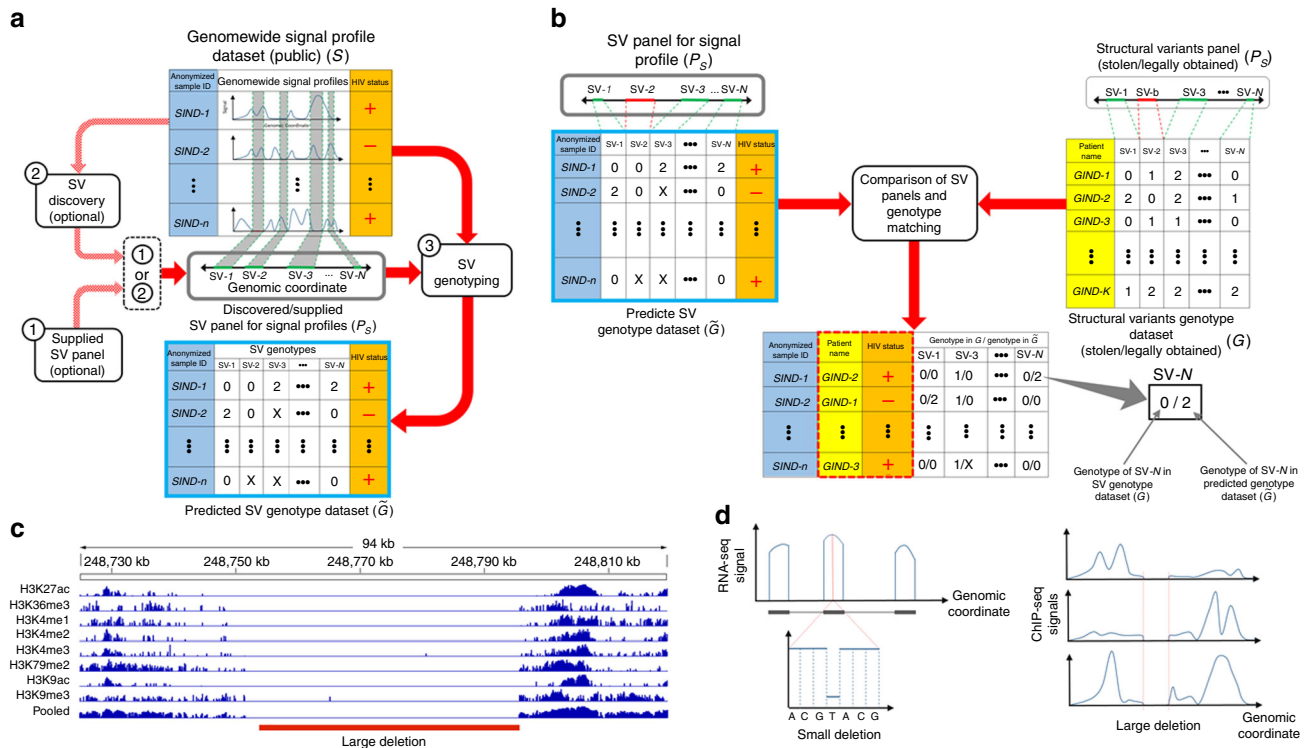 a
Genomewide signal profile
dataset (public) (S)
Anonymized
sample ID
Genomewide signal profiles
HIV status
SIND-1
Signal
Genomic Coordinate
+
SIND-2
−
SIND-n
+
2
SV
discovery
(optional)
1
or
2
1
Supplied
SV panel
(optional)
SV-1 SV-2 SV-3 ... SV-N
Genomic coordinate
Discovered/supplied
SV panel for signal profiles (PS)
3
SV
genotyping
Anonymized
sample ID
SV genotypes
HIV status
SV-1 SV-2 SV-3 ••• SV-N
SIND-1 0 0 2 ••• 2 +
SIND-2 2 0 X ••• 0 −
SIND-n 0 X X ••• 0 +
Predicted SV genotype dataset (G̃)
b
SV panel for signal
profile (PS)
SV-1 SV-2 SV-3 ... SV-N
Anonymized
sample ID
SV-1 SV-2 SV-3 ••• SV-N
HIV status
SIND-1 0 0 2 ••• 2 +
SIND-2 2 0 X ••• 0 −
SIND-n 0 X X ••• 0 +
Predicte SV
genotype dataset (G̃)
Comparison of SV
panels and
genotype
matching
Structural variants panel
(stolen/legally obtained) (PS)
SV-1 SV-b SV-3 ••• SV-N
Patient
name
SV-1 SV-2 SV-3 ••• SV-N
GIND-1 0 1 2 ••• 0
GIND-2 2 0 2 ••• 1
GIND-3 0 1 1 ••• 0
GIND-K 1 2 2 ••• 2
Structural variants genotype
dataset
(stolen/legally obtained) (G)
Anonymized
sample ID
Patient
name
HIV status
Genotype in G / genotype in G̃
SV-1 SV-3 ••• SV-N
SIND-1 GIND-2 + 0/0 1/0 ••• 0/2
SIND-2 GIND-1 − 0/2 1/0 ••• 0/0
SIND-n GIND-3 + 0/0 1/X ••• 0/0
SV-N
0 / 2
Genotype of SV-N in
SV genotype
dataset (G)
Genotype of SV-N in
predicted genotype
dataset (G̃)
c
94 kb
248,730 kb 248,750 kb 248,770 kb 248,790 kb 248,810 kb
H3K27ac
H3K36me3
H3K4me1
H3K4me2
H3K4me3
H3K79me2
H3K9ac
H3K9me3
Pooled
Large deletion
d
RNA-seq
signal
Genomic
coordinate
A C G T A C G
Small deletion
ChIP-seq
signals
Large deletion
Genomic
coordinate